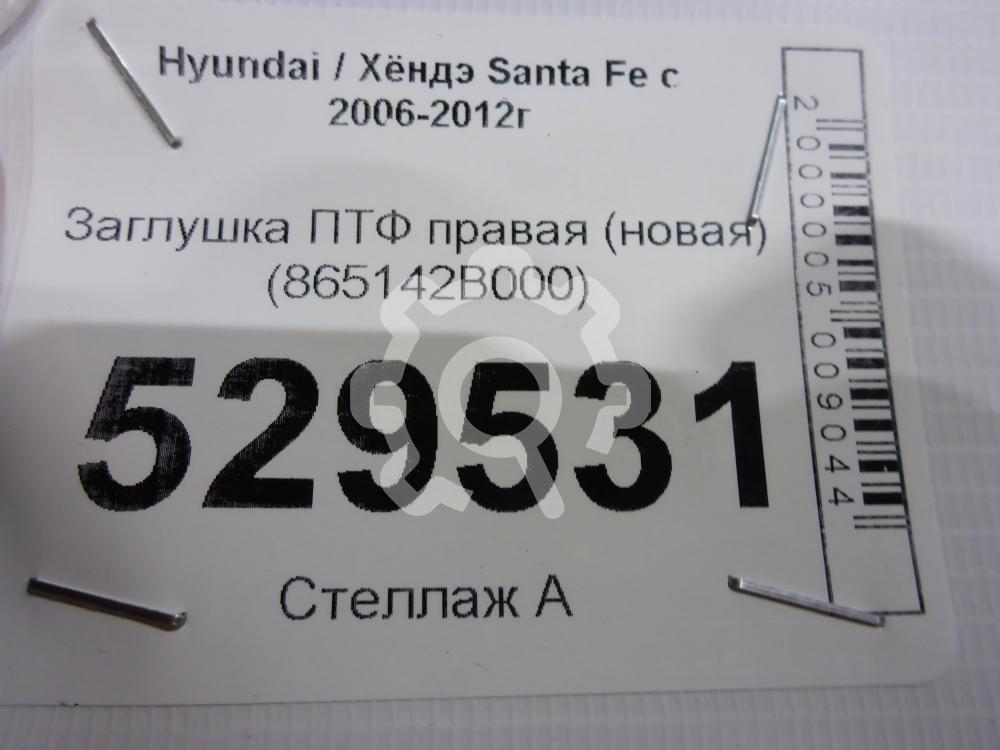 Hyundai / Хёндэ Santa Fe с
2006-2012г
Заглушка ПТФ правая (новая)
(865142B000)
529531
Стеллаж А
2000005009044